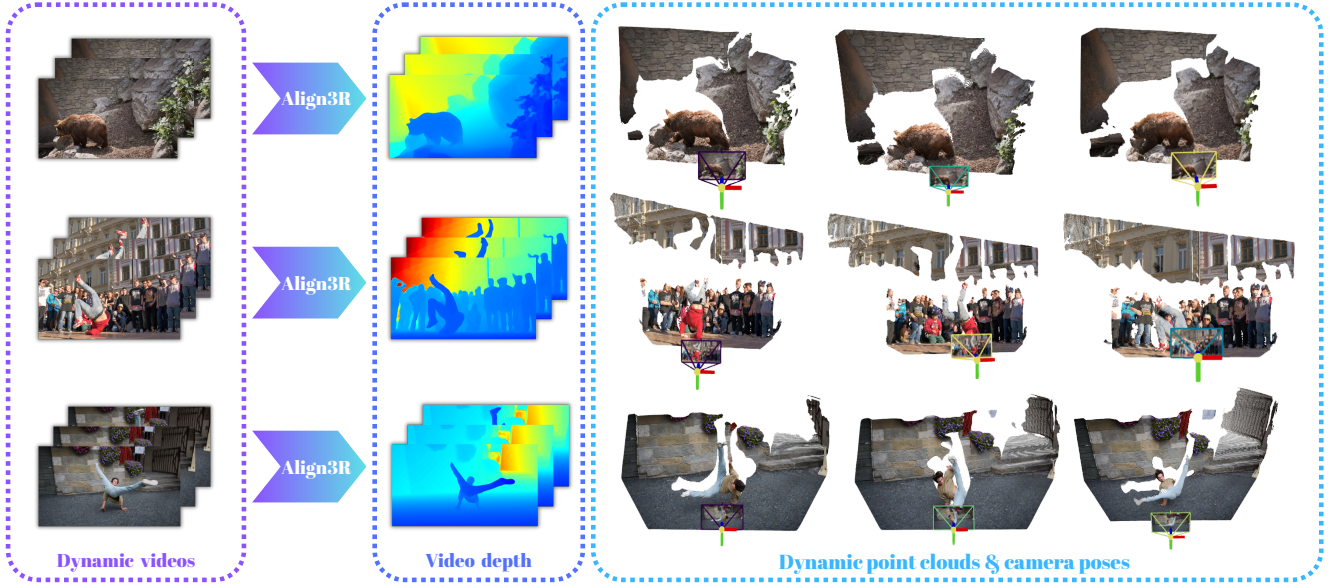 Align3R
Align3R
Align3R
Dynamic videos
Video depth
Dynamic point clouds & camera poses